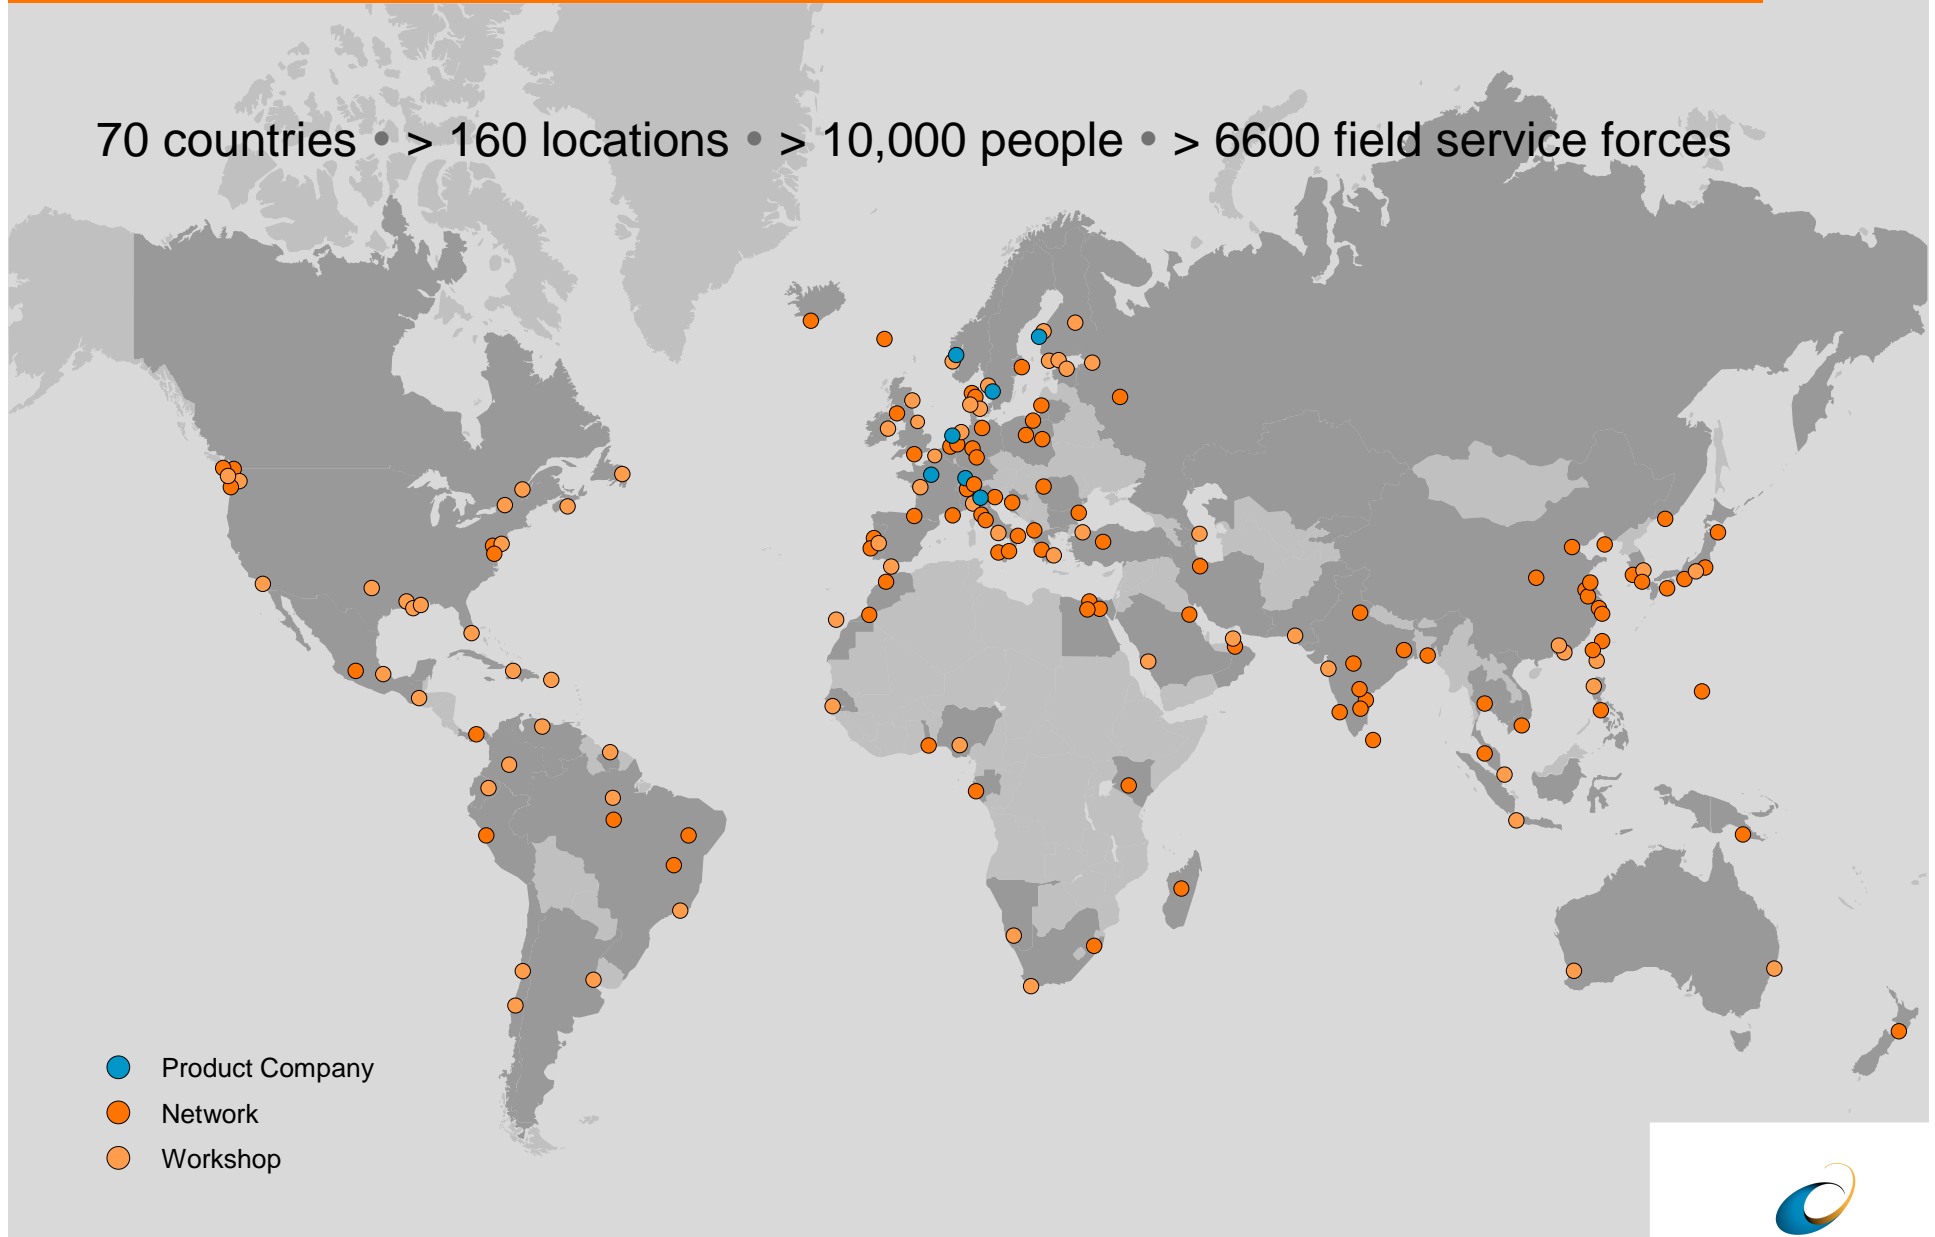 70 countries • > 160 locations • > 10,000 people • > 6600 field service forces
Product Company
Network
Workshop